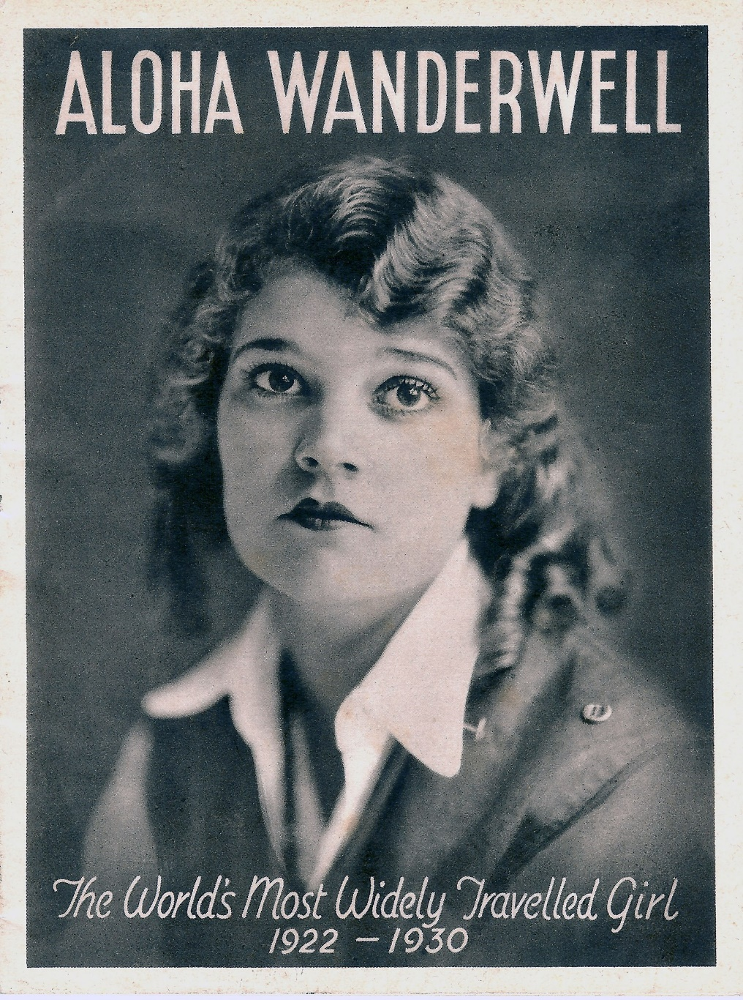 ALOHA WANDERWELL
The World's Most Widely Travelled Girl
1922 – 1930